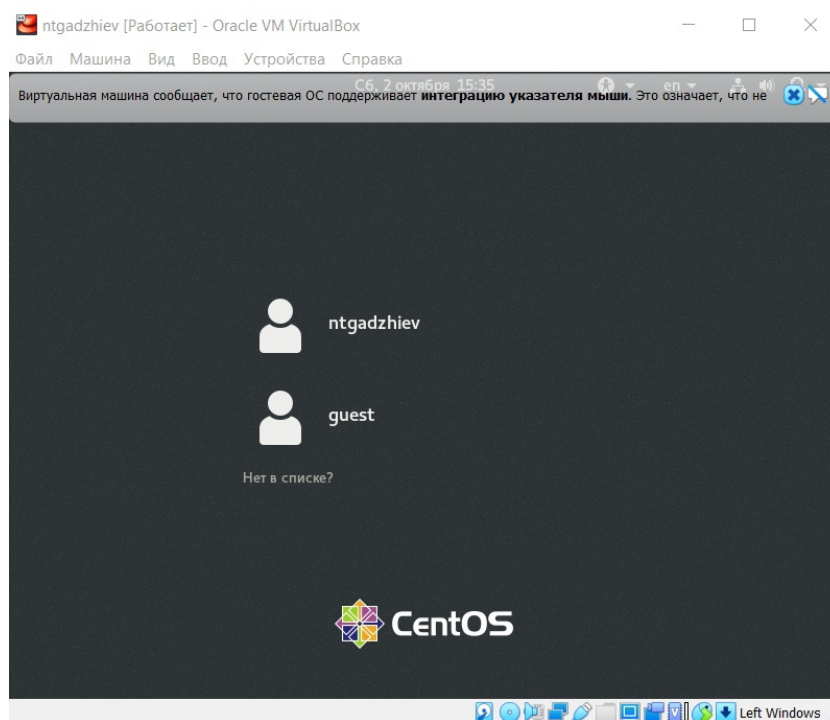 ntgadzhiev [Работает] - Oracle VM VirtualBox
Файл Машина Вид Ввод Устройства Справка
Сб, 2 октября 15:35
en
Виртуальная машина сообщает, что гостевая ОС поддерживает интеграцию указателя мыши. Это означает, что не
ntgadzhiev
guest
Нет в списке?
CentOS
Left Windows